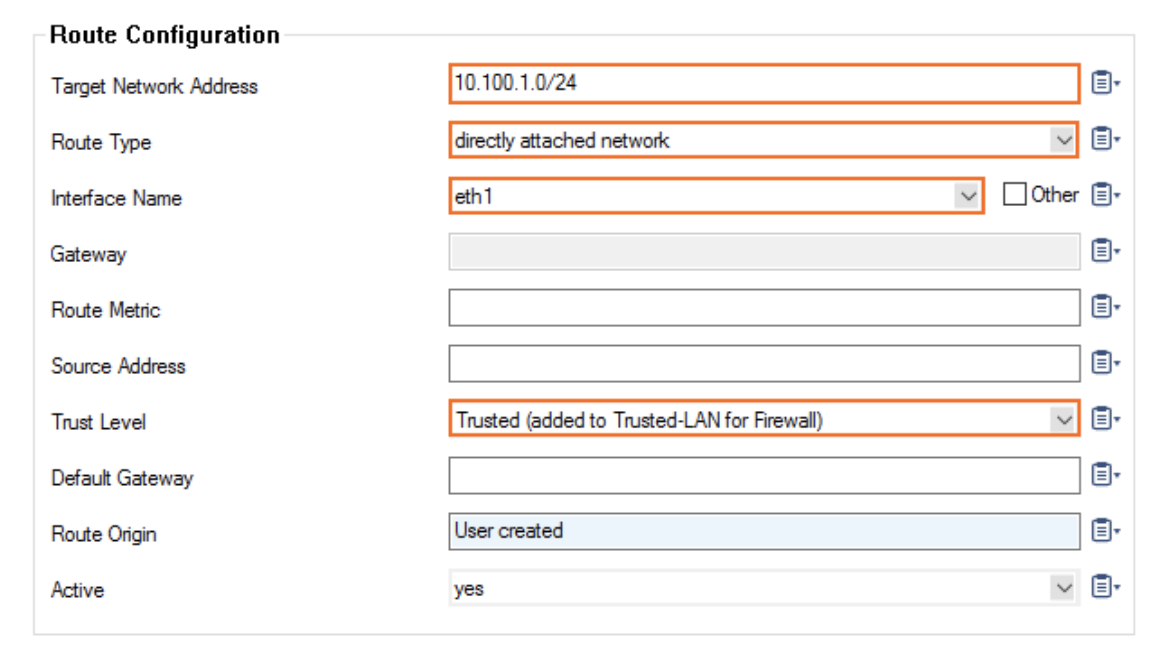 Route Configuration
Target Network Address 10.100.1.0/24
Route Type directly attached network
Interface Name eth1 Other
Gateway
Route Metric
Source Address
Trust Level Trusted (added to Trusted-LAN for Firewall)
Default Gateway
Route Origin User created
Active yes